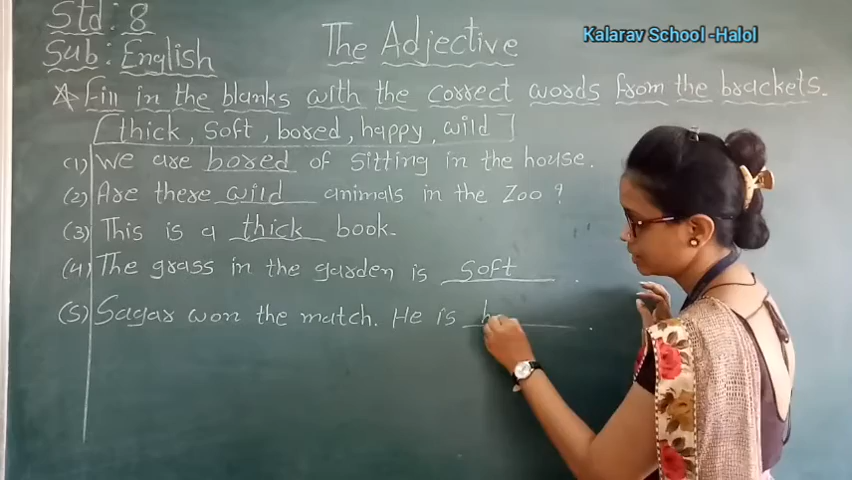 Std : 8
Sub : English
The Adjective
Kalarav School -Halol
Fill in the blanks with the correct words from the brackets.
[thick, soft, bored, happy, wild]
(1) We are bored of sitting in the house.
(2) Are there wild animals in the Zoo ?
(3) This is a thick book.
(4) The grass in the garden is soft .
(5) Sagar won the match. He is h .